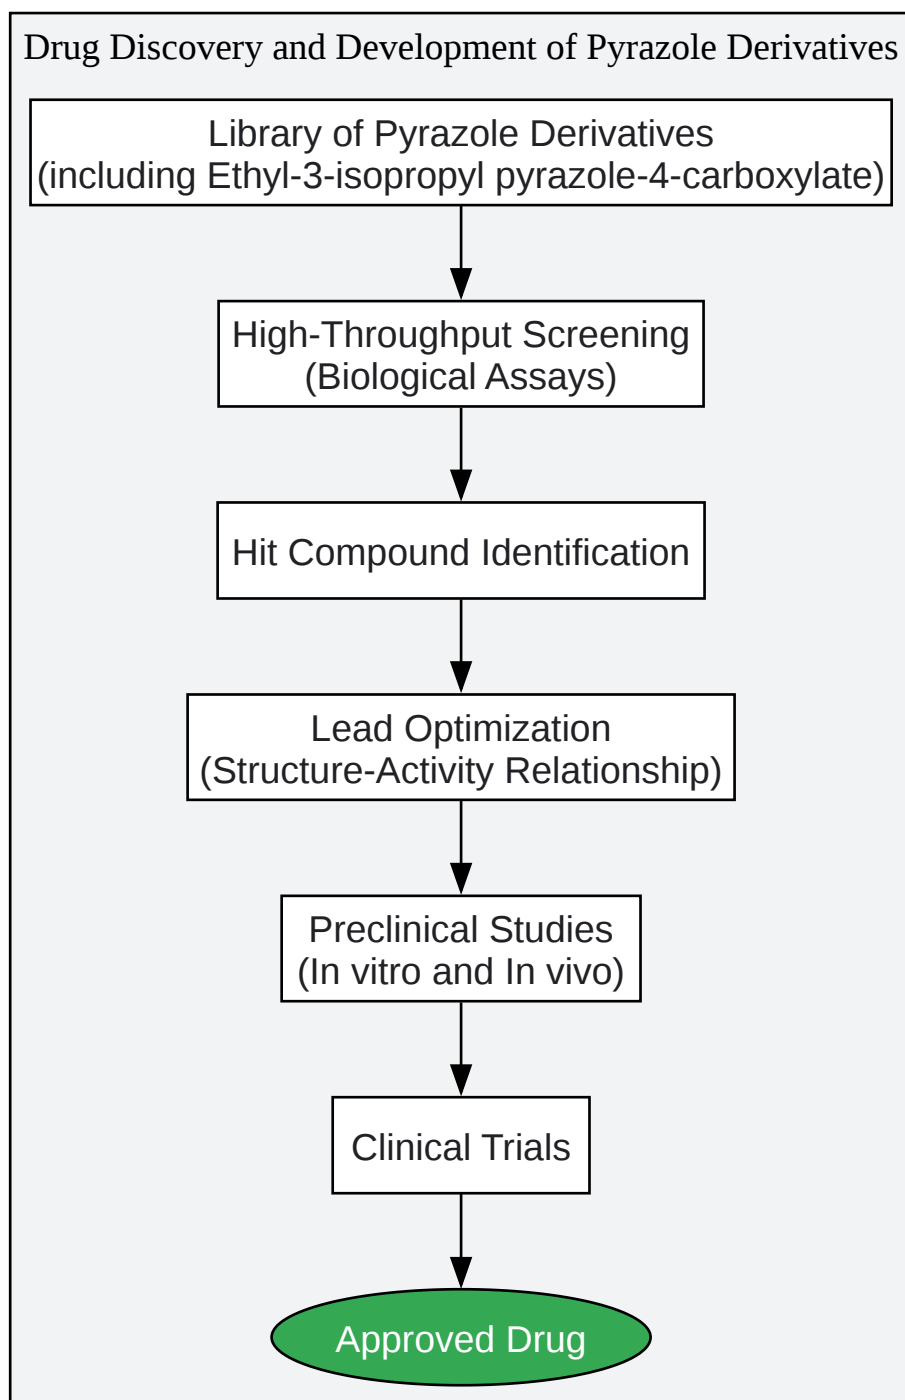 Drug Discovery and Development of Pyrazole Derivatives
Library of Pyrazole Derivatives
(including Ethyl-3-isopropyl pyrazole-4-carboxylate)
High-Throughput Screening
(Biological Assays)
Hit Compound Identification
Lead Optimization
(Structure-Activity Relationship)
Preclinical Studies
(In vitro and In vivo)
Clinical Trials
Approved Drug